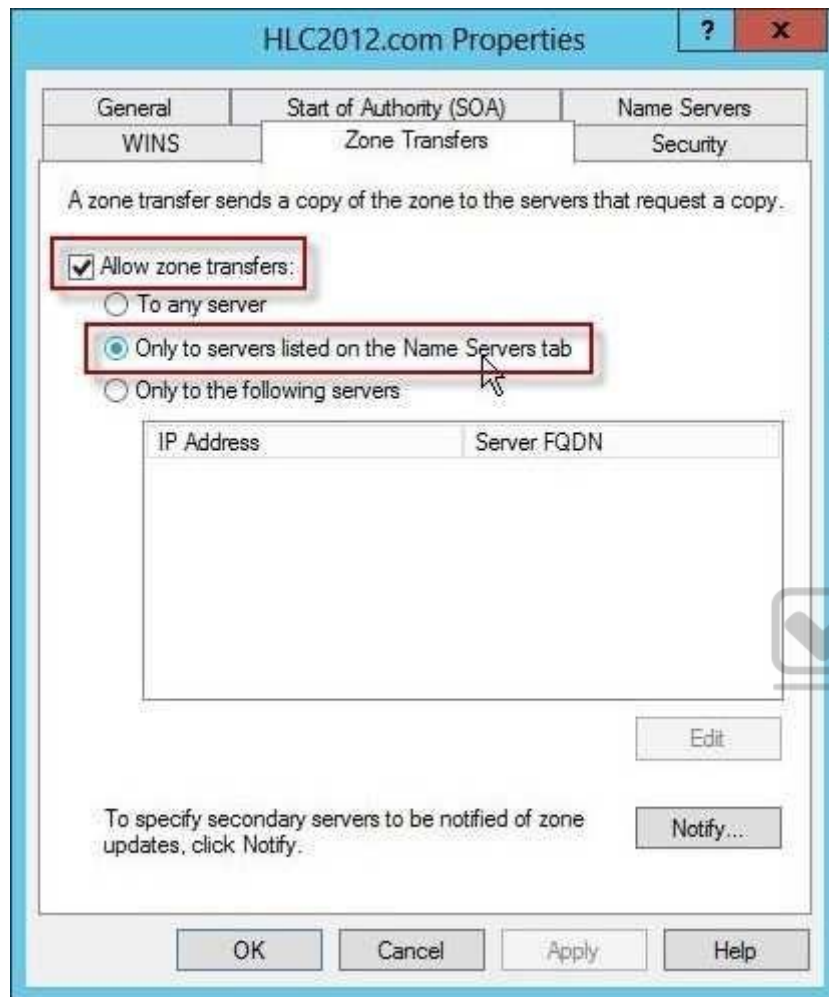 HLC2012.com Properties
?
x
General
Start of Authority (SOA)
Name Servers
WINS
Zone Transfers
Security
A zone transfer sends a copy of the zone to the servers that request a copy.
Allow zone transfers:
To any server
Only to servers listed on the Name Servers tab
Only to the following servers
IP Address
Server FQDN
Edit
To specify secondary servers to be notified of zone
updates, click Notify.
Notify...
OK
Cancel
Apply
Help